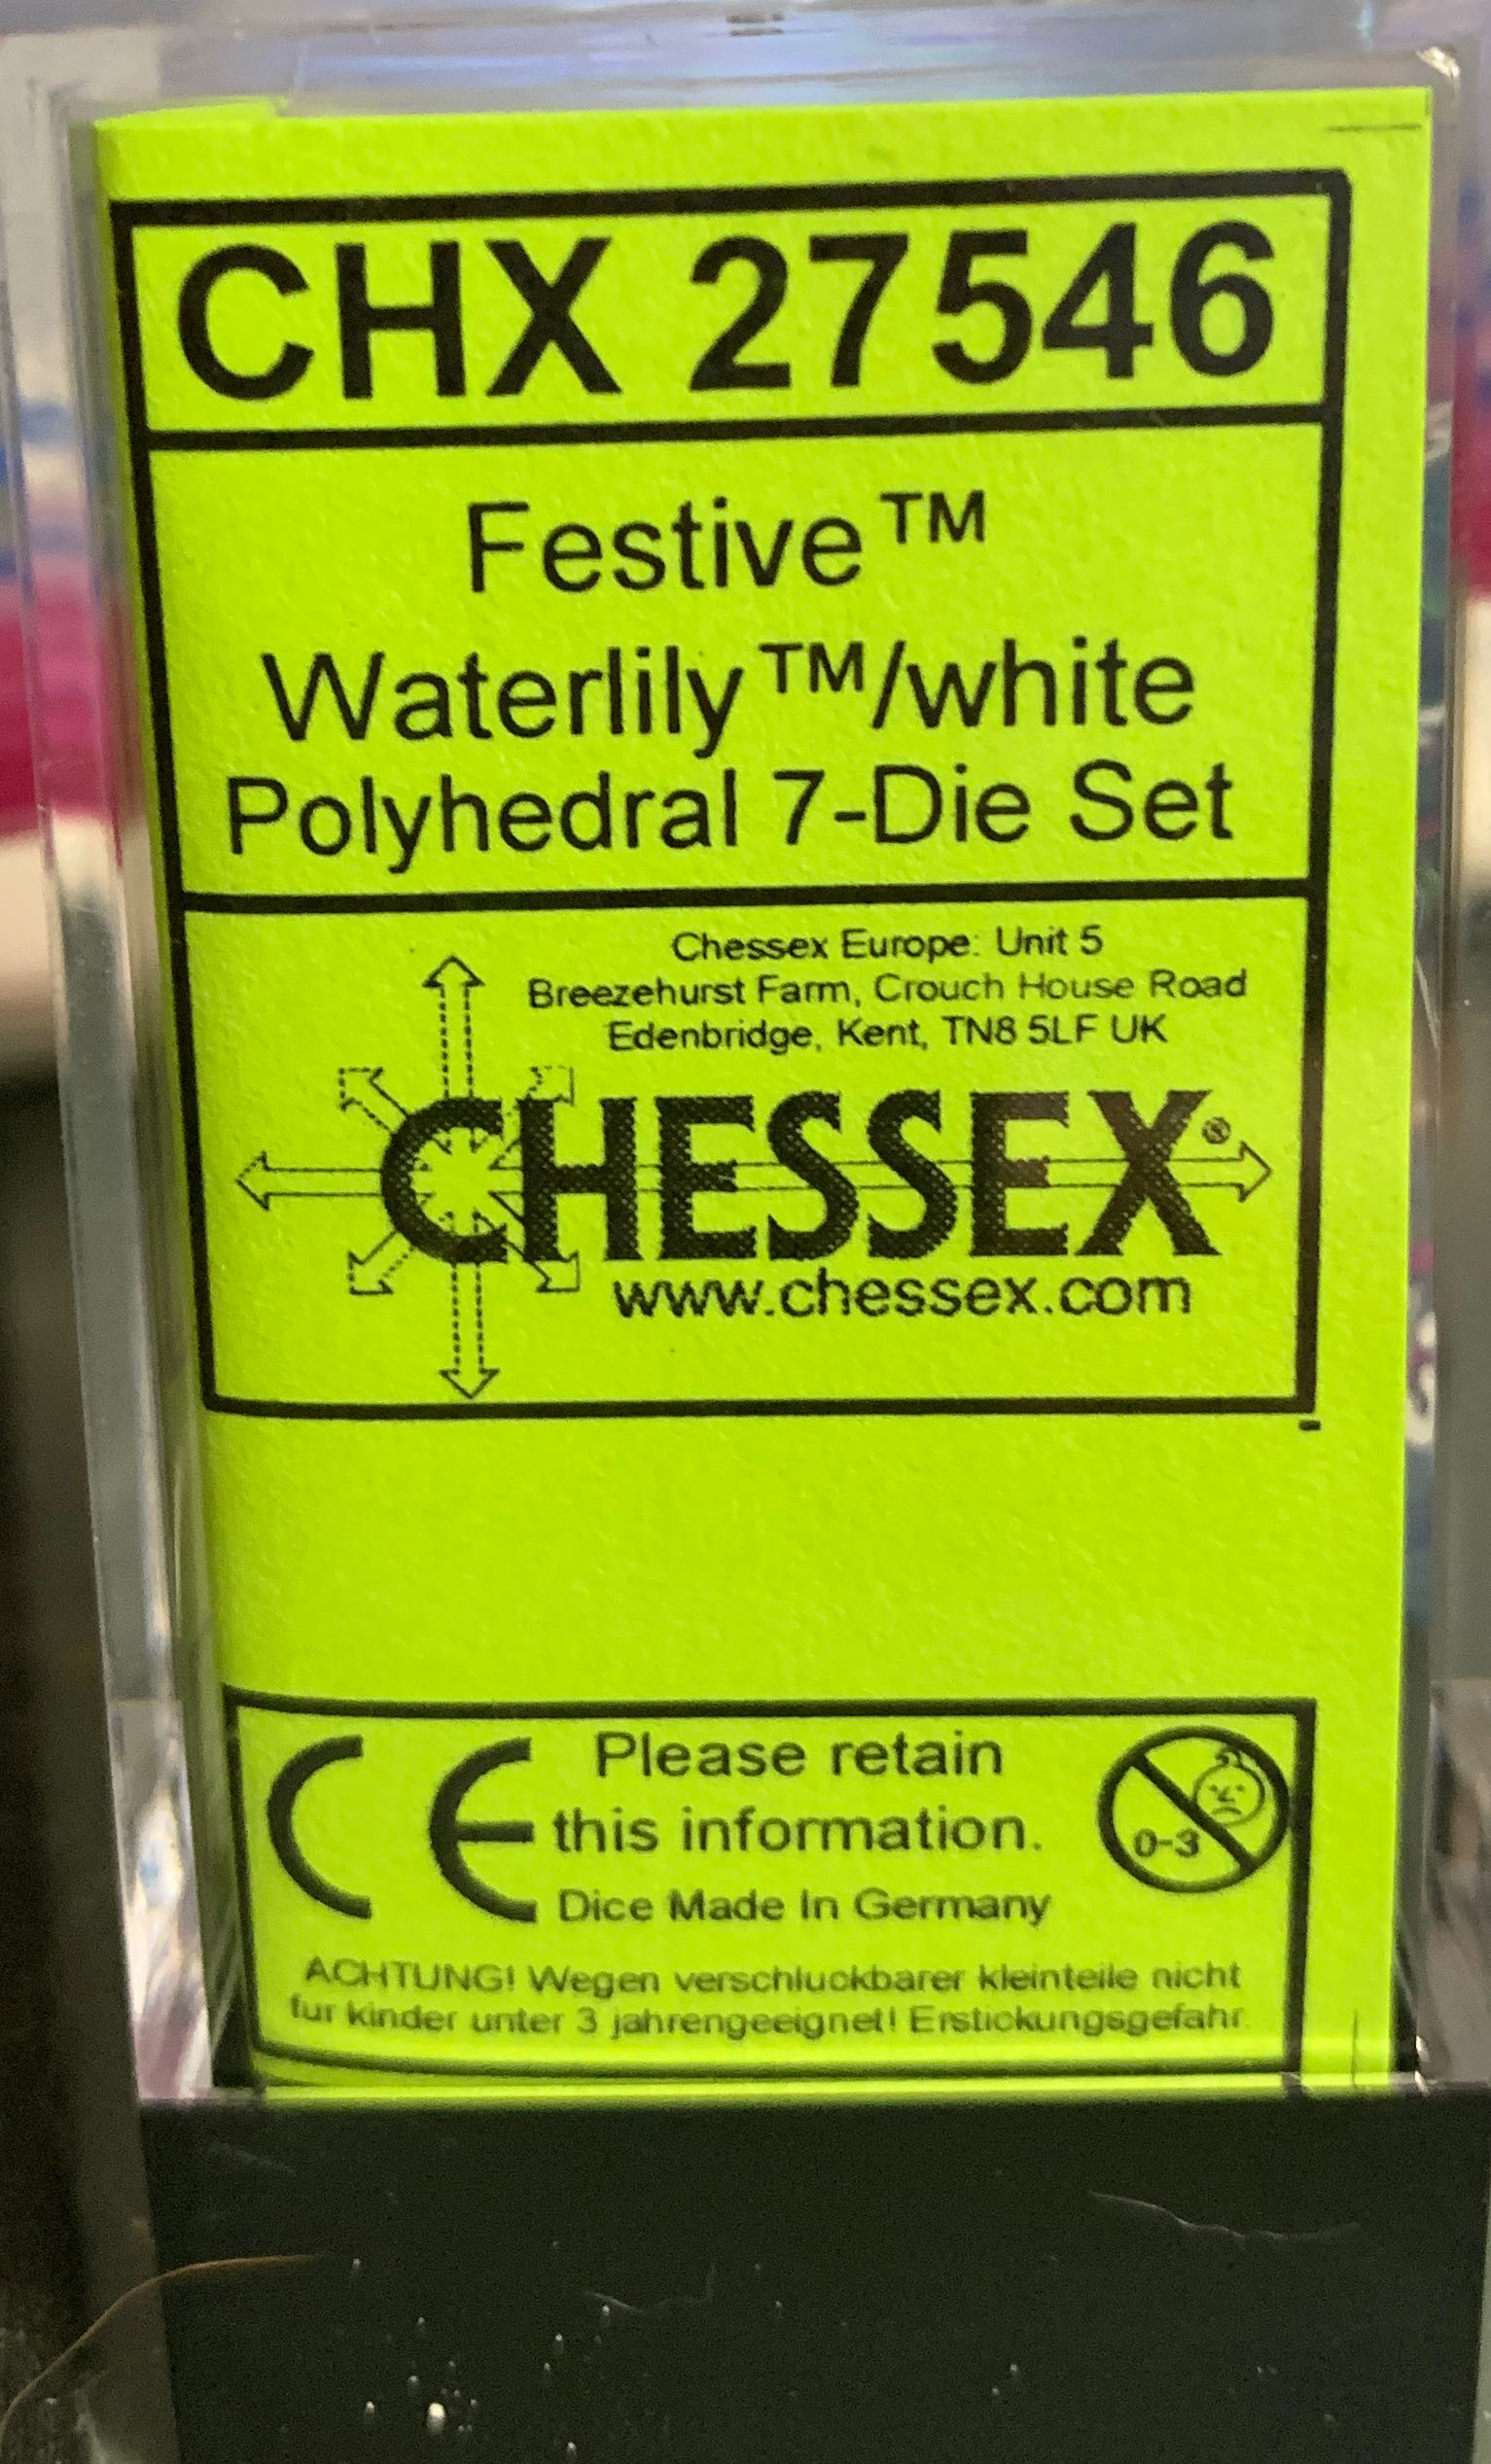 CHX 27546
Festive™
Waterlily™/white
Polyhedral 7-Die Set
Chessex Europe: Unit 5
Breezehurst Farm, Crouch House Road
Edenbridge, Kent, TN8 5LF UK
CHESSEX®
www.chessex.com
CE
Please retain
this information.
0-3
Dice Made In Germany
ACHTUNG! Wegen verschluckbarer kleinteile nicht
fur kinder unter 3 jahrengeeignet! Erstickungsgefahr.